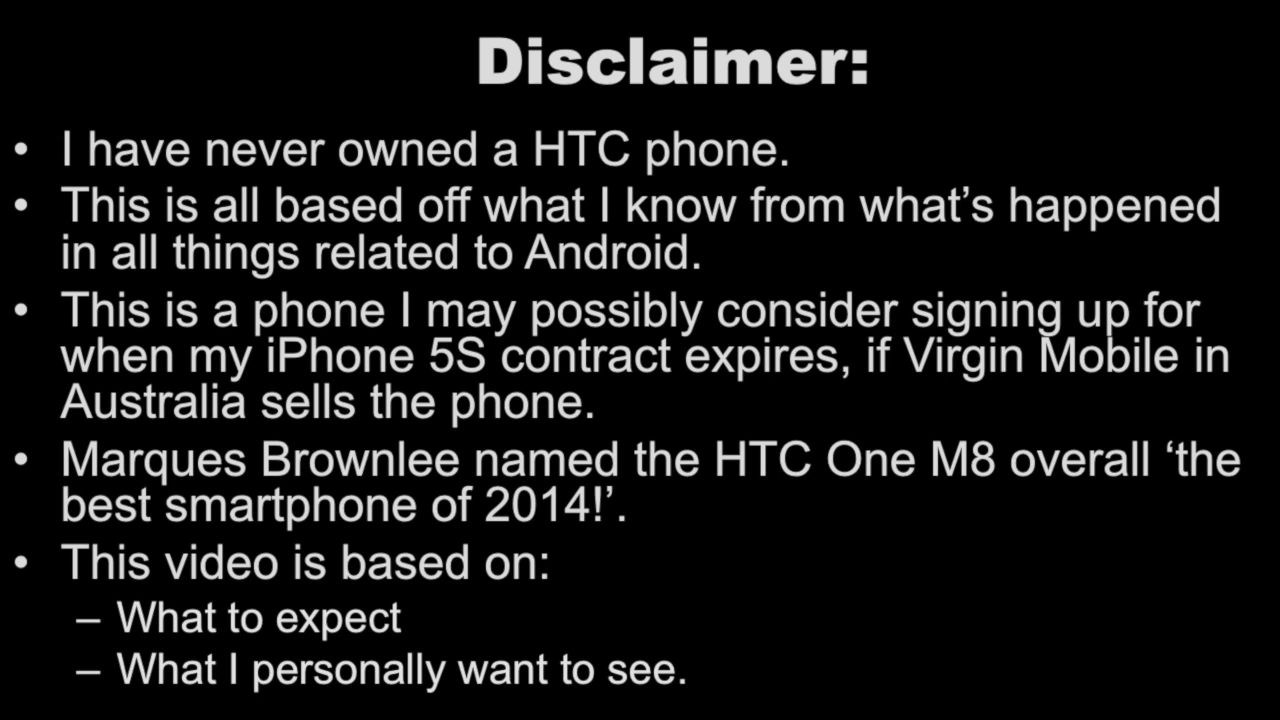 Disclaimer:
• I have never owned a HTC phone.
• This is all based off what I know from what’s happened
in all things related to Android.
• This is a phone I may possibly consider signing up for
when my iPhone 5S contract expires, if Virgin Mobile in
Australia sells the phone.
• Marques Brownlee named the HTC One M8 overall ‘the
best smartphone of 2014!’.
• This video is based on:
– What to expect
– What I personally want to see.